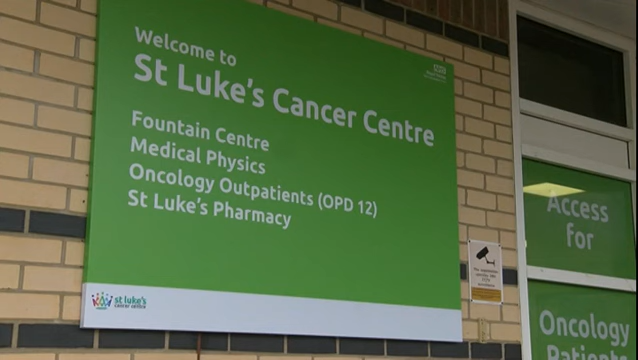 Welcome to
St Luke's Cancer Centre
NHS
Fountain Centre
Medical Physics
Oncology Outpatients (OPD 12)
St Luke's Pharmacy
st luke's
cancer centre
Access
for
Oncology
Patients